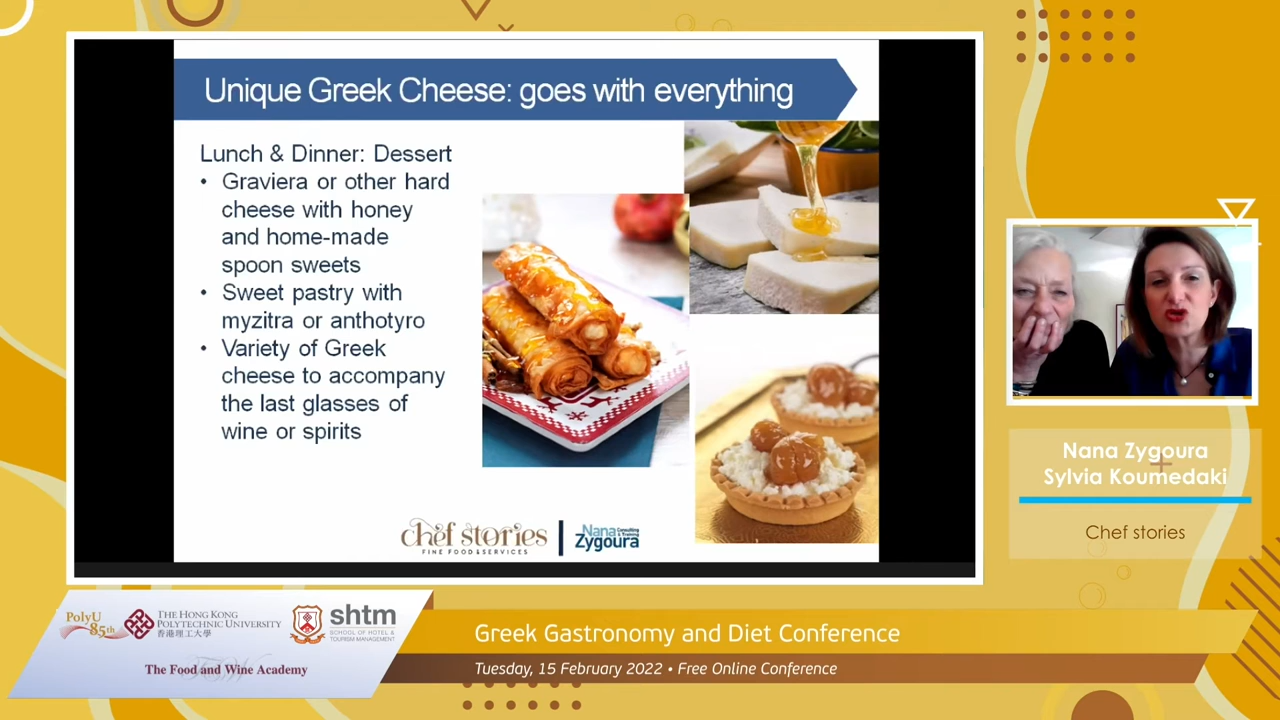 Unique Greek Cheese: goes with everything
Lunch & Dinner: Dessert
• Graviera or other hard
cheese with honey
and home-made
spoon sweets
• Sweet pastry with
myzitra or anthotyro
• Variety of Greek
cheese to accompany
the last glasses of
wine or spirits
chef stories
FINE FOOD & SERVICES
Nana
Consulting
& Training
Zygoura
Nana Zygoura
Sylvia Koumedaki
Chef stories
PolyU
85th
THE HONG KONG
POLYTECHNIC UNIVERSITY
香港理工大學
shtm
SCHOOL OF HOTEL &
TOURISM MANAGEMENT
The Food and Wine Academy
Greek Gastronomy and Diet Conference
Tuesday, 15 February 2022 • Free Online Conference